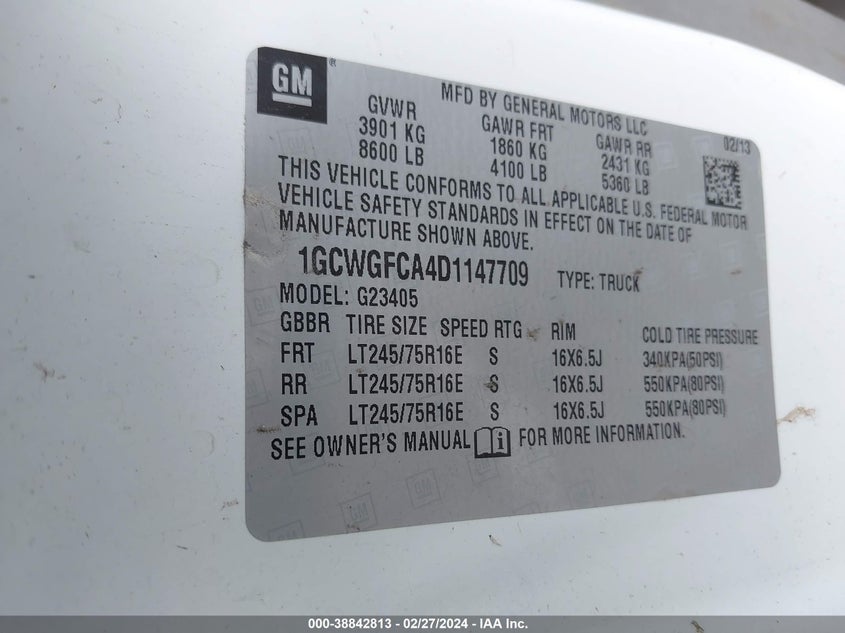 GM
MFD BY GENERAL MOTORS LLC
GVWR GAWR FRT GAWR RR 02/13
3901 KG 1860 KG 2431 KG
8600 LB 4100 LB 5360 LB
THIS VEHICLE CONFORMS TO ALL APPLICABLE U.S. FEDERAL MOTOR
VEHICLE SAFETY STANDARDS IN EFFECT ON THE DATE OF
MANUFACTURE SHOWN ABOVE.
1GCWGFCA4D1147709 TYPE: TRUCK
MODEL: G23405
GBBR TIRE SIZE SPEED RTG RIM COLD TIRE PRESSURE
FRT LT245/75R16E S 16X6.5J 340KPA(50PSI)
RR LT245/75R16E S 16X6.5J 550KPA(80PSI)
SPA LT245/75R16E S 16X6.5J 550KPA(80PSI)
SEE OWNER'S MANUAL FOR MORE INFORMATION.
000-38842813 - 02/27/2024 - IAA Inc.